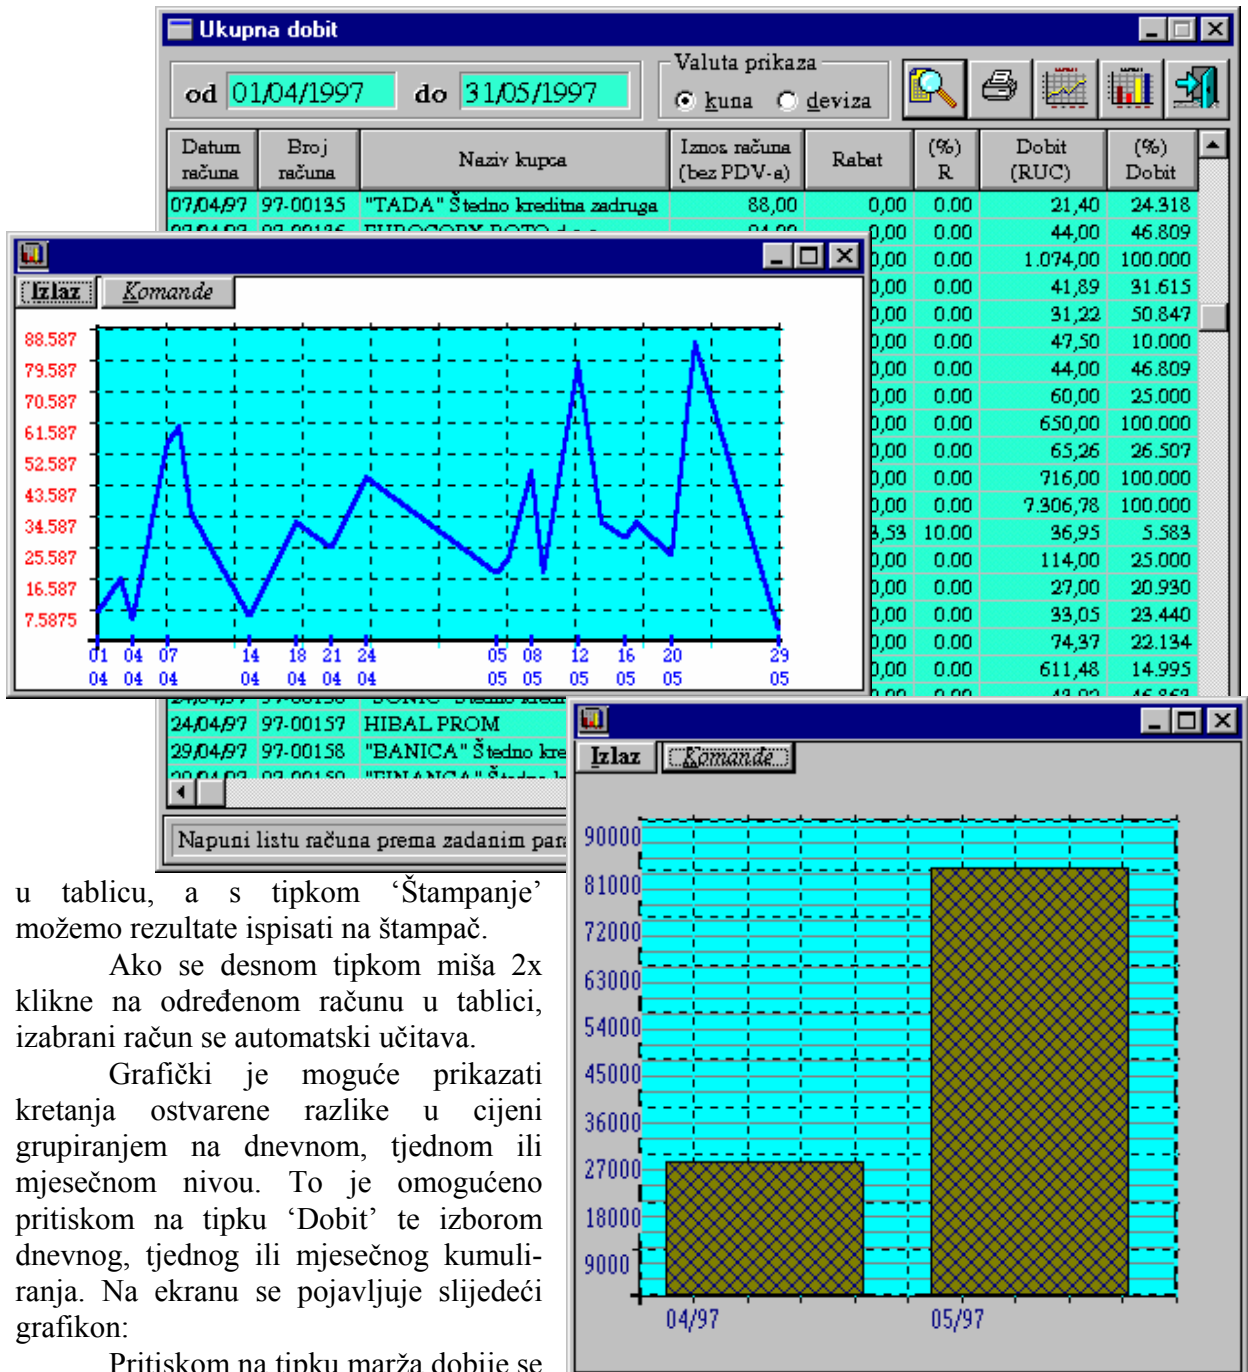 Ukupna dobit
od 01/04/1997 do 31/05/1997
Valuta prikaza
kuna deviza
Datum računa Broj računa Naziv kupca Iznos računa (bez PDV-a) Rabat (%) R Dobit (RUC) (%) Dobit
07/04/97 97-00135 "TADA" Štedno kreditna zadruga 88,00 0,00 0.00 21,40 24.318
0,00 0.00 44,00 46.809
0,00 0.00 1.074,00 100.000
0,00 0.00 41,89 31.615
0,00 0.00 31,22 50.847
0,00 0.00 47,50 10.000
0,00 0.00 44,00 46.809
0,00 0.00 60,00 25.000
0,00 0.00 650,00 100.000
0,00 0.00 65,26 26.507
0,00 0.00 716,00 100.000
0,00 0.00 7.306,78 100.000
3,53 10.00 36,95 5.583
0,00 0.00 114,00 25.000
0,00 0.00 27,00 20.930
0,00 0.00 33,05 23.440
0,00 0.00 74,37 22.134
0,00 0.00 611,48 14.995
24/04/97 97-00157 HIBAL PROM
29/04/97 97-00158 "BANICA" Štedno kre
Napuni listu računa prema zadanim par
Izlaz Komande
88.587
79.587
70.587
61.587
52.587
43.587
34.587
25.587
16.587
7.5875
01 04 07 14 18 21 24 05 08 12 16 20 29
04 04 04 04 04 04 04 05 05 05 05 05 05
Izlaz Komande
90000
81000
72000
63000
54000
45000
36000
27000
18000
9000
04/97 05/97
u tablicu, a s tipkom ‘Štampanje’
možemo rezultate ispisati na štampač.
Ako se desnom tipkom miša 2x
klikne na određenom računu u tablici,
izabrani račun se automatski učitava.
Grafički je moguće prikazati
kretanja ostvarene razlike u cijeni
grupiranjem na dnevnom, tjednom ili
mjesečnom nivou. To je omogućeno
pritiskom na tipku ‘Dobit’ te izborom
dnevnog, tjednog ili mjesečnog kumuli-
ranja. Na ekranu se pojavljuje slijedeći
grafikon:
Pritiskom na tipku marža dobije se